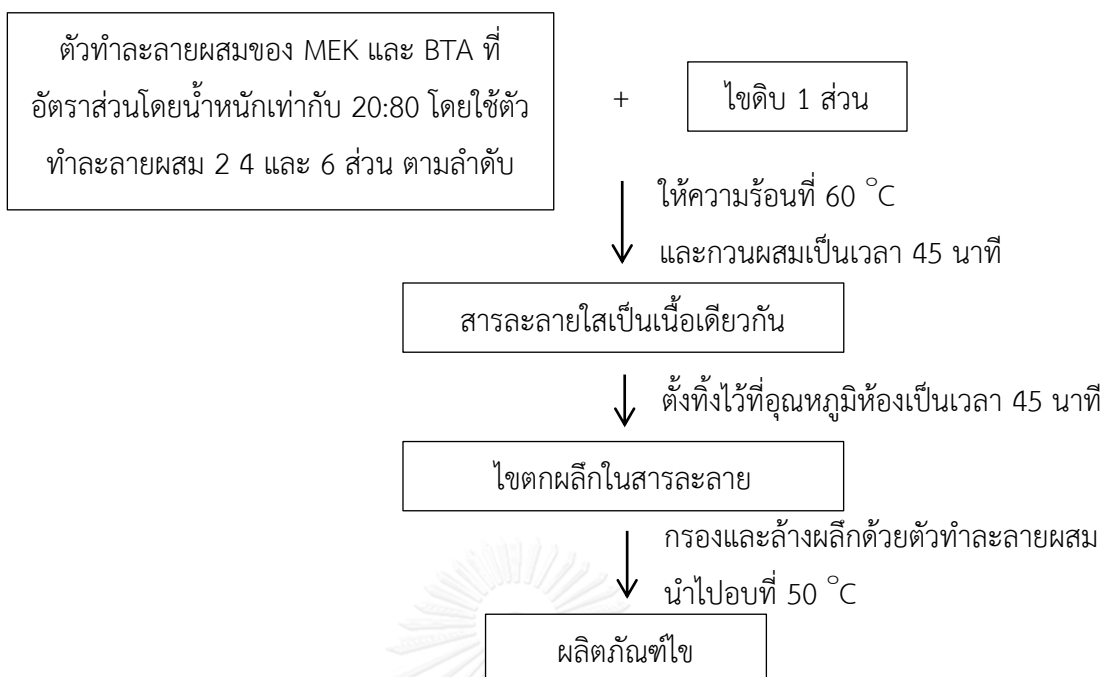 ตัวทำละลายผสมของ MEK และ BTA ที่
อัตราส่วนโดยน้ำหนักเท่ากับ 20:80 โดยใช้ตัว
ทำละลายผสม 2 4 และ 6 ส่วน ตามลำดับ
+
ไขดิบ 1 ส่วน
ให้ความร้อนที่ 60 °C
และกวนผสมเป็นเวลา 45 นาที
สารละลายใสเป็นเนื้อเดียวกัน
ตั้งทิ้งไว้ที่อุณหภูมิห้องเป็นเวลา 45 นาที
ไขตกผลึกในสารละลาย
กรองและล้างผลึกด้วยตัวทำละลายผสม
นำไปอบที่ 50 °C
ผลิตภัณฑ์ไข